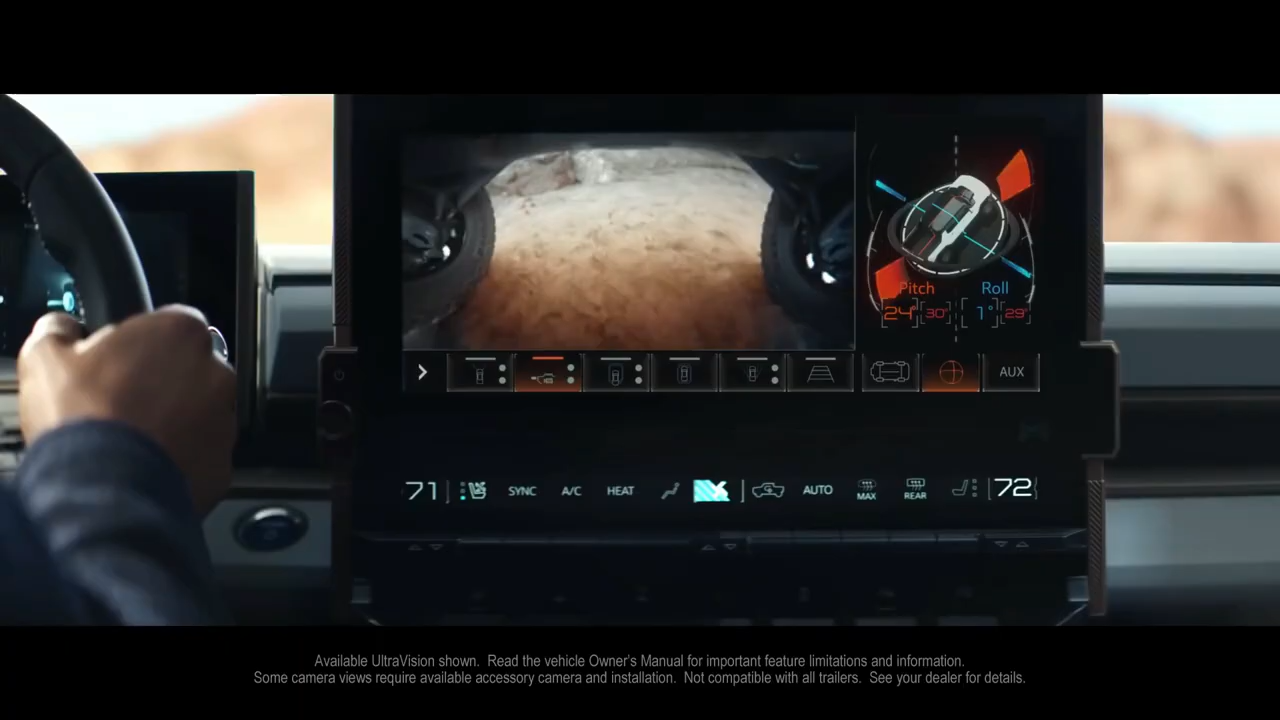 Pitch Roll
24° 30° 1° 29°
AUX
71 SYNC A/C HEAT AUTO MAX REAR 72
Available UltraVision shown. Read the vehicle Owner's Manual for important feature limitations and information.
Some camera views require available accessory camera and installation. Not compatible with all trailers. See your dealer for details.